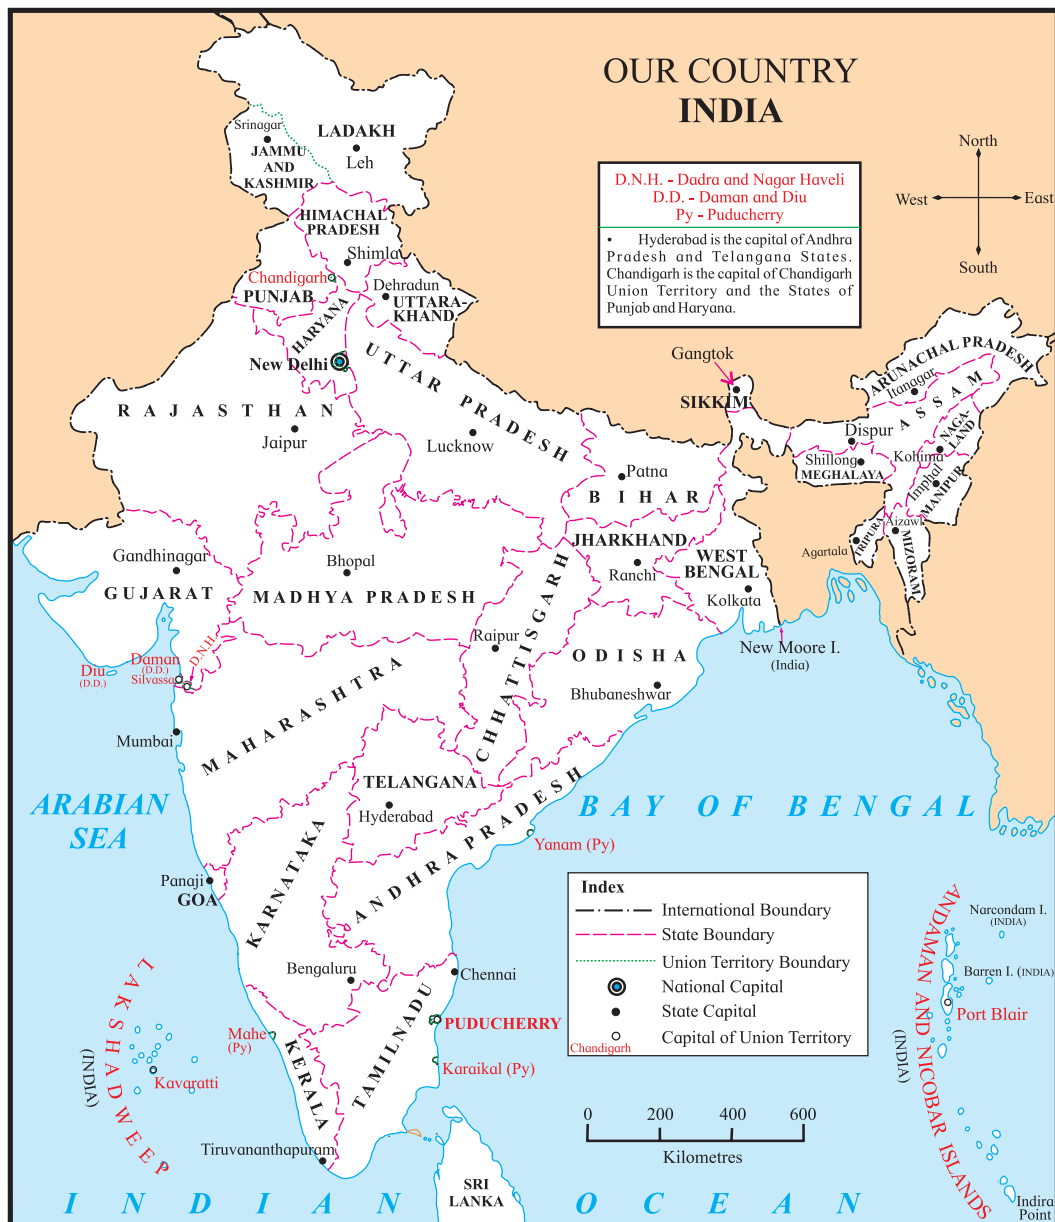 OUR COUNTRY
INDIA
North
West
East
South
D.N.H. - Dadra and Nagar Haveli
D.D. - Daman and Diu
Py - Puducherry
• Hyderabad is the capital of Andhra
Pradesh and Telangana States.
Chandigarh is the capital of Chandigarh
Union Territory and the States of
Punjab and Haryana.
Srinagar
LADAKH
Leh
JAMMU
AND
KASHMIR
HIMACHAL
PRADESH
Shimla
Chandigarh
PUNJAB
Dehradun
UTTARA-
KHAND
HARYANA
New Delhi
UTTAR PRADESH
Lucknow
RAJASTHAN
Jaipur
Gangtok
SIKKIM
ARUNACHAL PRADESH
Itanagar
ASSAM
Dispur
NAGA-
LAND
Kohima
Shillong
MEGHALAYA
Imphal
MANIPUR
Aizawk
MIZORAM
TRIPURA
Agartala
Patna
BIHAR
JHARKHAND
Ranchi
WEST
BENGAL
Kolkata
New Moore I.
(India)
Gandhinagar
GUJARAT
Bhopal
MADHYA PRADESH
CHHATTISGARH
Raipur
ODISHA
Bhubaneshwar
D.N.H.
Daman
(D.D.)
Silvassa
Diu
(D.D.)
MAHARASHTRA
Mumbai
TELANGANA
Hyderabad
ANDHRA PRADESH
Yanam (Py)
ARABIAN
SEA
BAY OF BENGAL
KARNATAKA
Panaji
GOA
Bengaluru
Chennai
PUDUCHERRY
TAMILNADU
Karaikal (Py)
Mahe
(Py)
KERALA
Tiruvananthapuram
LAKSHADWEEP
(INDIA)
Kavaratti
SRI
LANKA
INDIAN OCEAN
Index
International Boundary
State Boundary
Union Territory Boundary
National Capital
State Capital
Chandigarh
Capital of Union Territory
0 200 400 600
Kilometres
ANDAMAN AND NICOBAR ISLANDS
(INDIA)
Narcondam I.
(INDIA)
Barren I. (INDIA)
Port Blair
Indira
Point